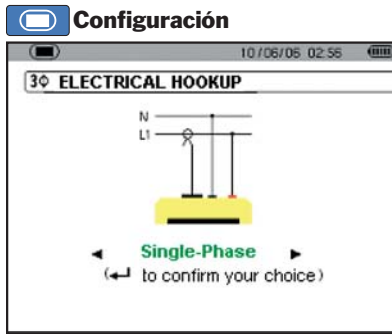 Configuración
10/06/06 02:56
3φ ELECTRICAL HOOKUP
N
L1
Single-Phase
(↵ to confirm your choice)